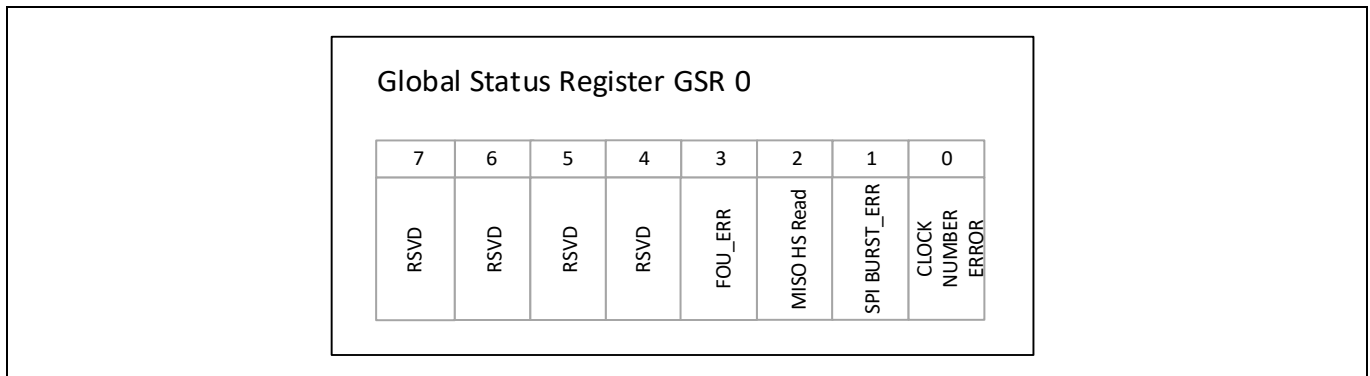 Global Status Register GSR 0
7 6 5 4 3 2 1 0
RSVD
RSVD
RSVD
RSVD
FOU_ERR
MISO HS Read
SPI BURST_ERR
CLOCK
NUMBER
ERROR